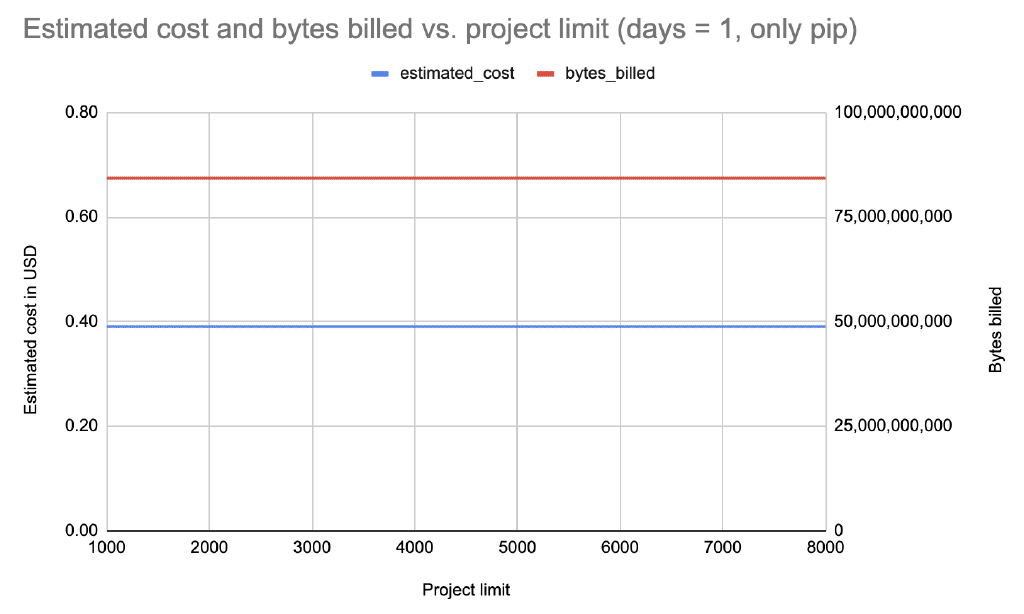 Estimated cost and bytes billed vs. project limit (days = 1, only pip)
estimated_cost bytes_billed
0.80 100,000,000,000
0.60 75,000,000,000
0.40 50,000,000,000
0.20 25,000,000,000
0.00 0
Estimated cost in USD
Bytes billed
1000 2000 3000 4000 5000 6000 7000 8000
Project limit